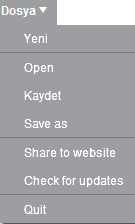 Dosya
Yeni
Open
Kaydet
Save as
Share to website
Check for updates
Quit